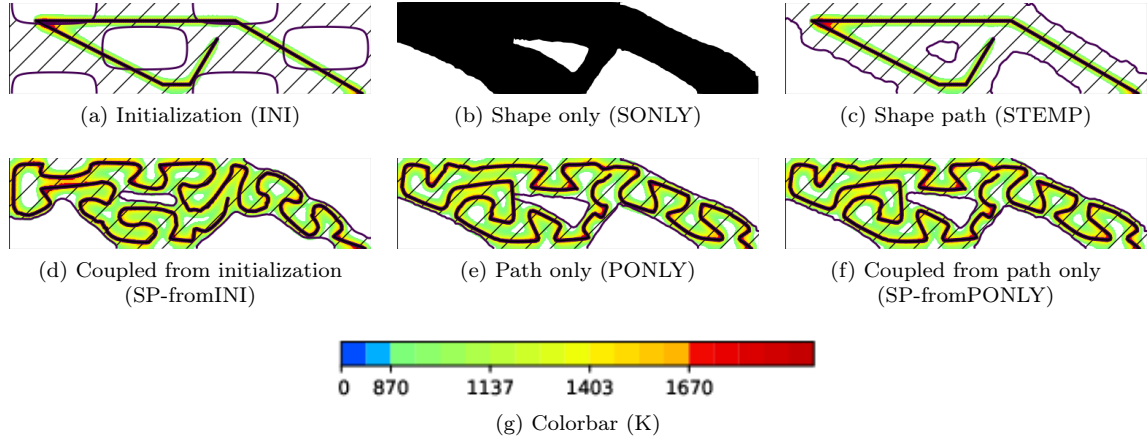 (a) Initialization (INI)
(b) Shape only (SONLY)
(c) Shape path (STEMP)
(d) Coupled from initialization
(SP-fromINI)
(e) Path only (PONLY)
(f) Coupled from path only
(SP-fromPONLY)
0 870 1137 1403 1670
(g) Colorbar (K)